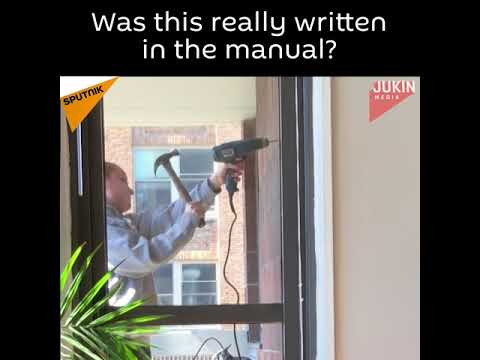 Was this really written
in the manual?
SPUTNIK
JUKIN
MEDIA